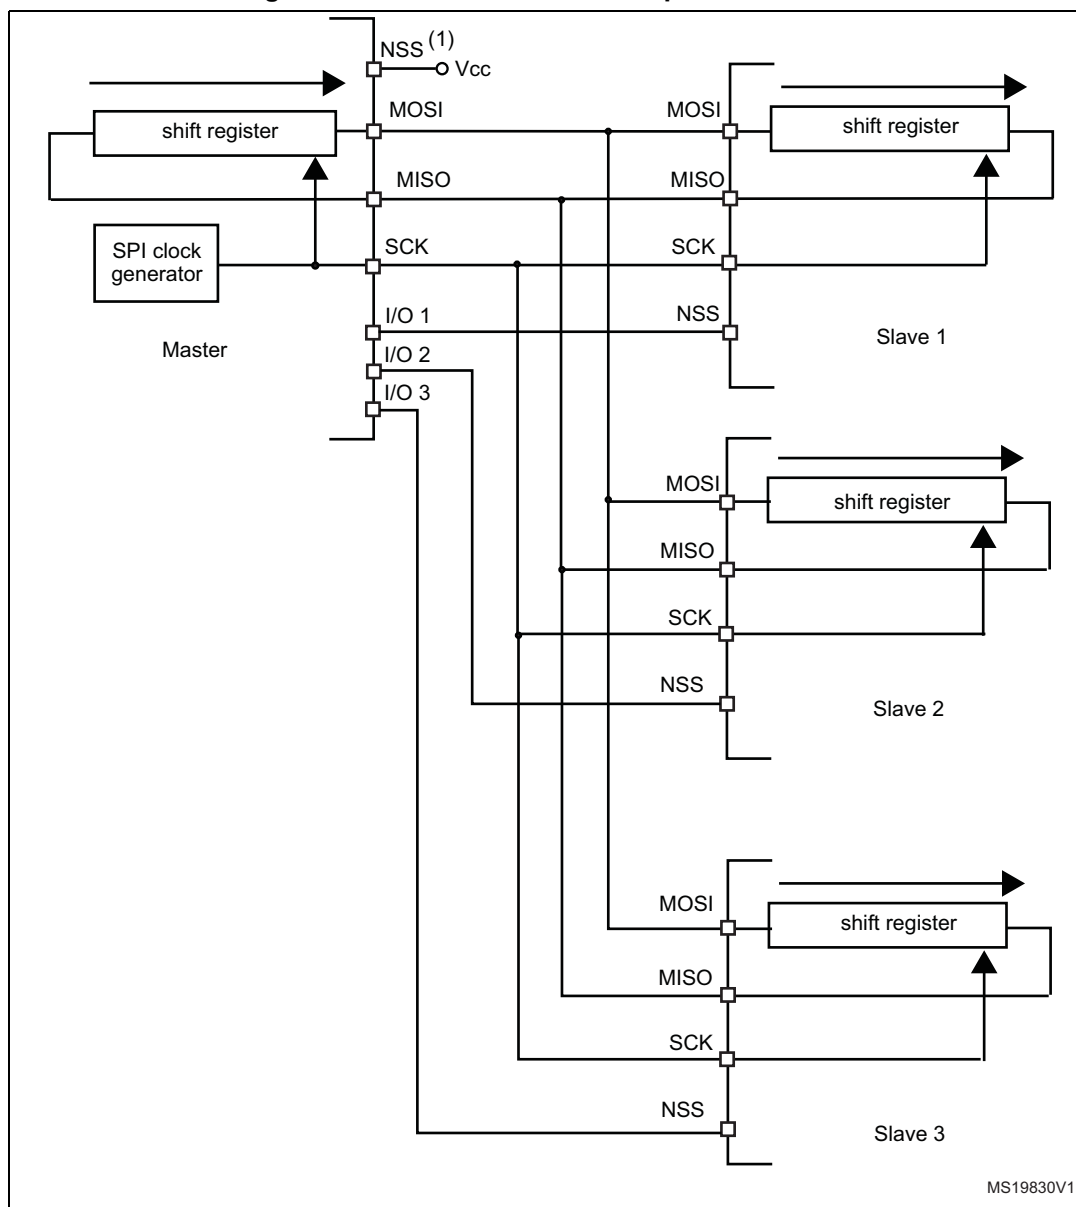 NSS (1)
Vcc
MOSI
MOSI
shift register
shift register
MISO
MISO
SPI clock
generator
SCK
SCK
I/O 1
NSS
Master
Slave 1
I/O 2
I/O 3
MOSI
shift register
MISO
SCK
NSS
Slave 2
MOSI
shift register
MISO
SCK
NSS
Slave 3
MS19830V1